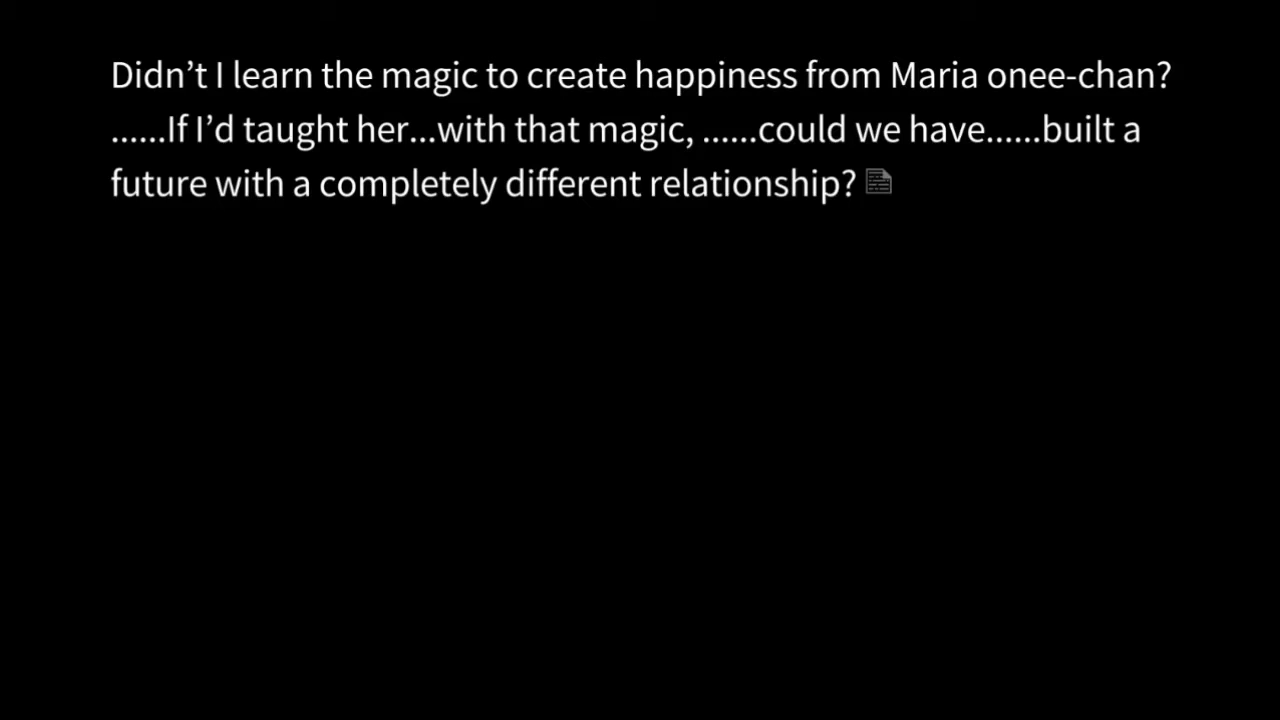 Didn’t I learn the magic to create happiness from Maria onee-chan?
......If I’d taught her...with that magic, ......could we have......built a
future with a completely different relationship?